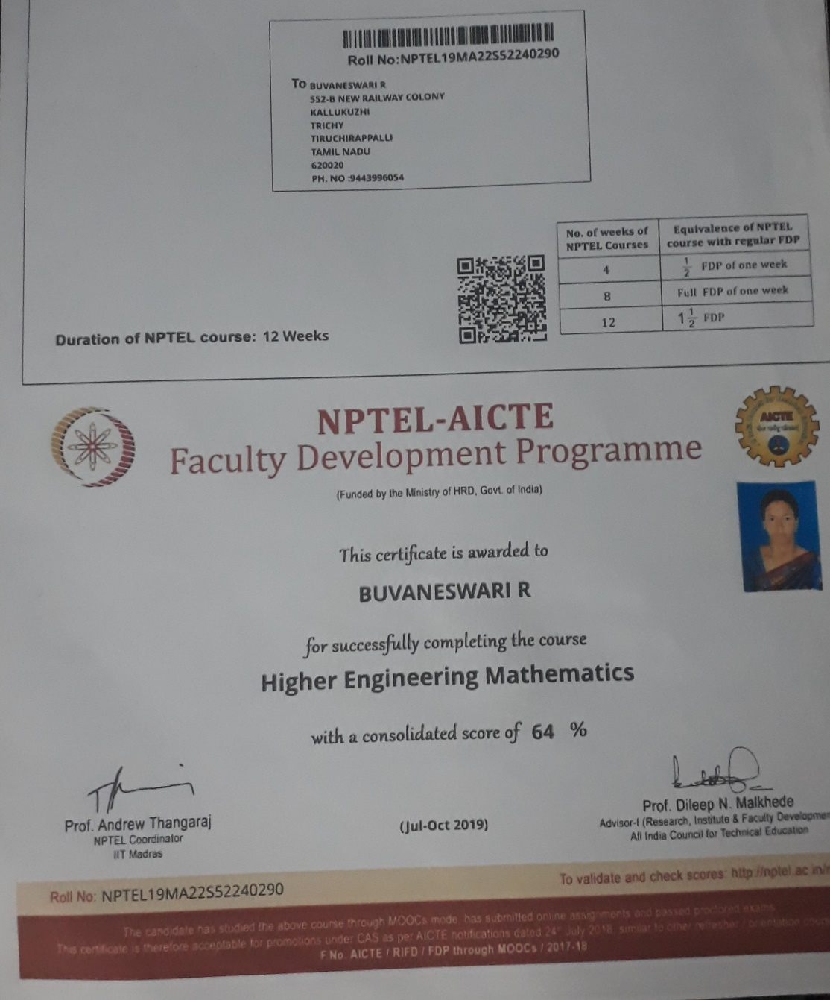 Roll No:NPTEL19MA22S52240290
To BUVANESWARI R
552-B NEW RAILWAY COLONY
KALLUKUZHI
TRICHY
TIRUCHIRAPPALLI
TAMIL NADU
620020
PH. NO :9443996054
No. of weeks of NPTEL Courses
Equivalence of NPTEL course with regular FDP
4 1/2 FDP of one week
8 Full FDP of one week
12 1 1/2 FDP
Duration of NPTEL course: 12 Weeks
NPTEL-AICTE
AICTE
Faculty Development Programme
(Funded by the Ministry of HRD, Govt. of India)
This certificate is awarded to
BUVANESWARI R
for successfully completing the course
Higher Engineering Mathematics
with a consolidated score of 64 %
Prof. Andrew Thangaraj
NPTEL Coordinator
IIT Madras
(Jul-Oct 2019)
Prof. Dileep N. Malkhede
Advisor-I (Research, Institute & Faculty Developmen
All India Council for Technical Education
Roll No: NPTEL19MA22S52240290
To validate and check scores: http://nptel.ac.in/
The candidate has studied the above course through MOOCs mode, has submitted online assignments and passed proctored exams.
This certificate is therefore acceptable for promotions under CAS as per AICTE notifications dated 24th July 2018, similar to other refresher / orientation cour
F.No. AICTE / RIFD / FDP through MOOCs / 2017-18